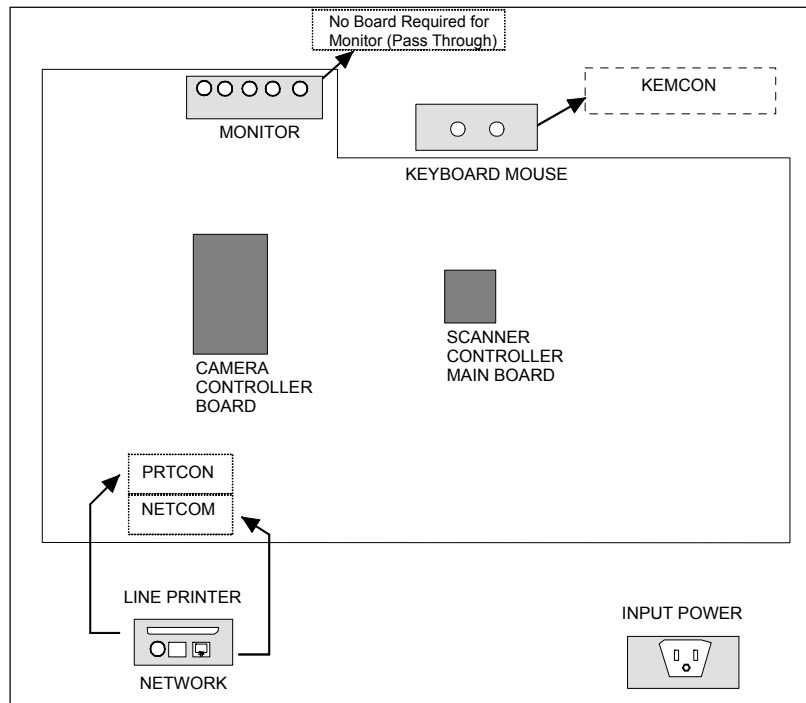 No Board Required for
Monitor (Pass Through)
KEMCON
MONITOR
KEYBOARD MOUSE
CAMERA
CONTROLLER
BOARD
SCANNER
CONTROLLER
MAIN BOARD
PRTCON
NETCOM
LINE PRINTER
NETWORK
INPUT POWER